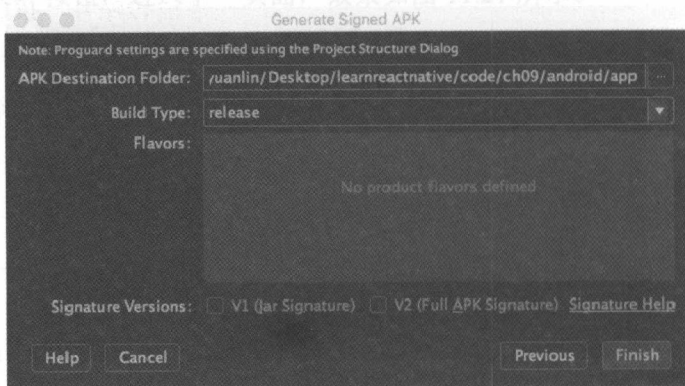 Generate Signed APK
Note: Proguard settings are specified using the Project Structure Dialog
APK Destination Folder: /uanlin/Desktop/learnreactnative/code/ch09/android/app ...
Build Type: release
Flavors:
No product flavors defined
Signature Versions: V1 (Jar Signature) V2 (Full APK Signature) Signature Help
Help Cancel Previous Finish